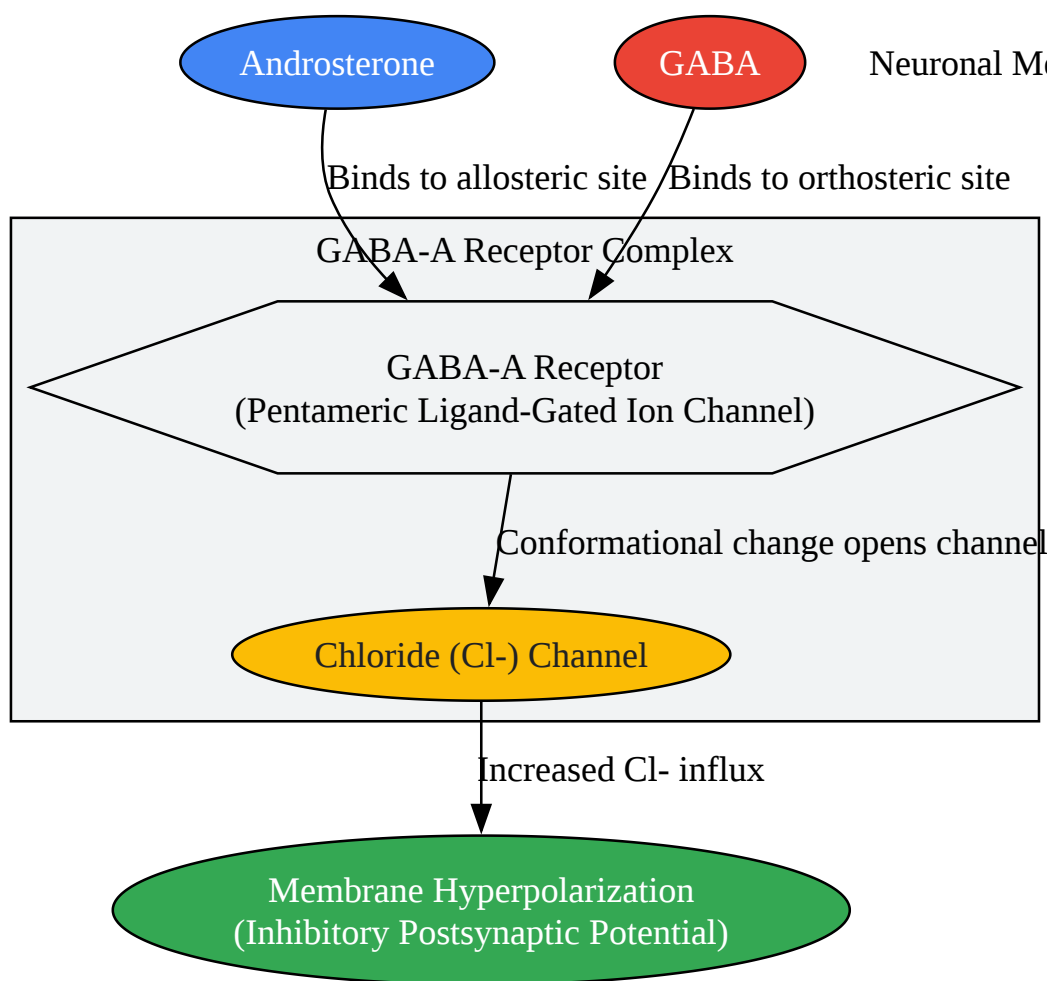 Androsterone
GABA
Neuronal
Binds to allosteric site
Binds to orthosteric site
GABA-A Receptor Complex
GABA-A Receptor
(Pentameric Ligand-Gated Ion Channel)
Conformational change opens channel
Chloride (Cl-) Channel
Increased Cl- influx
Membrane Hyperpolarization
(Inhibitory Postsynaptic Potential)